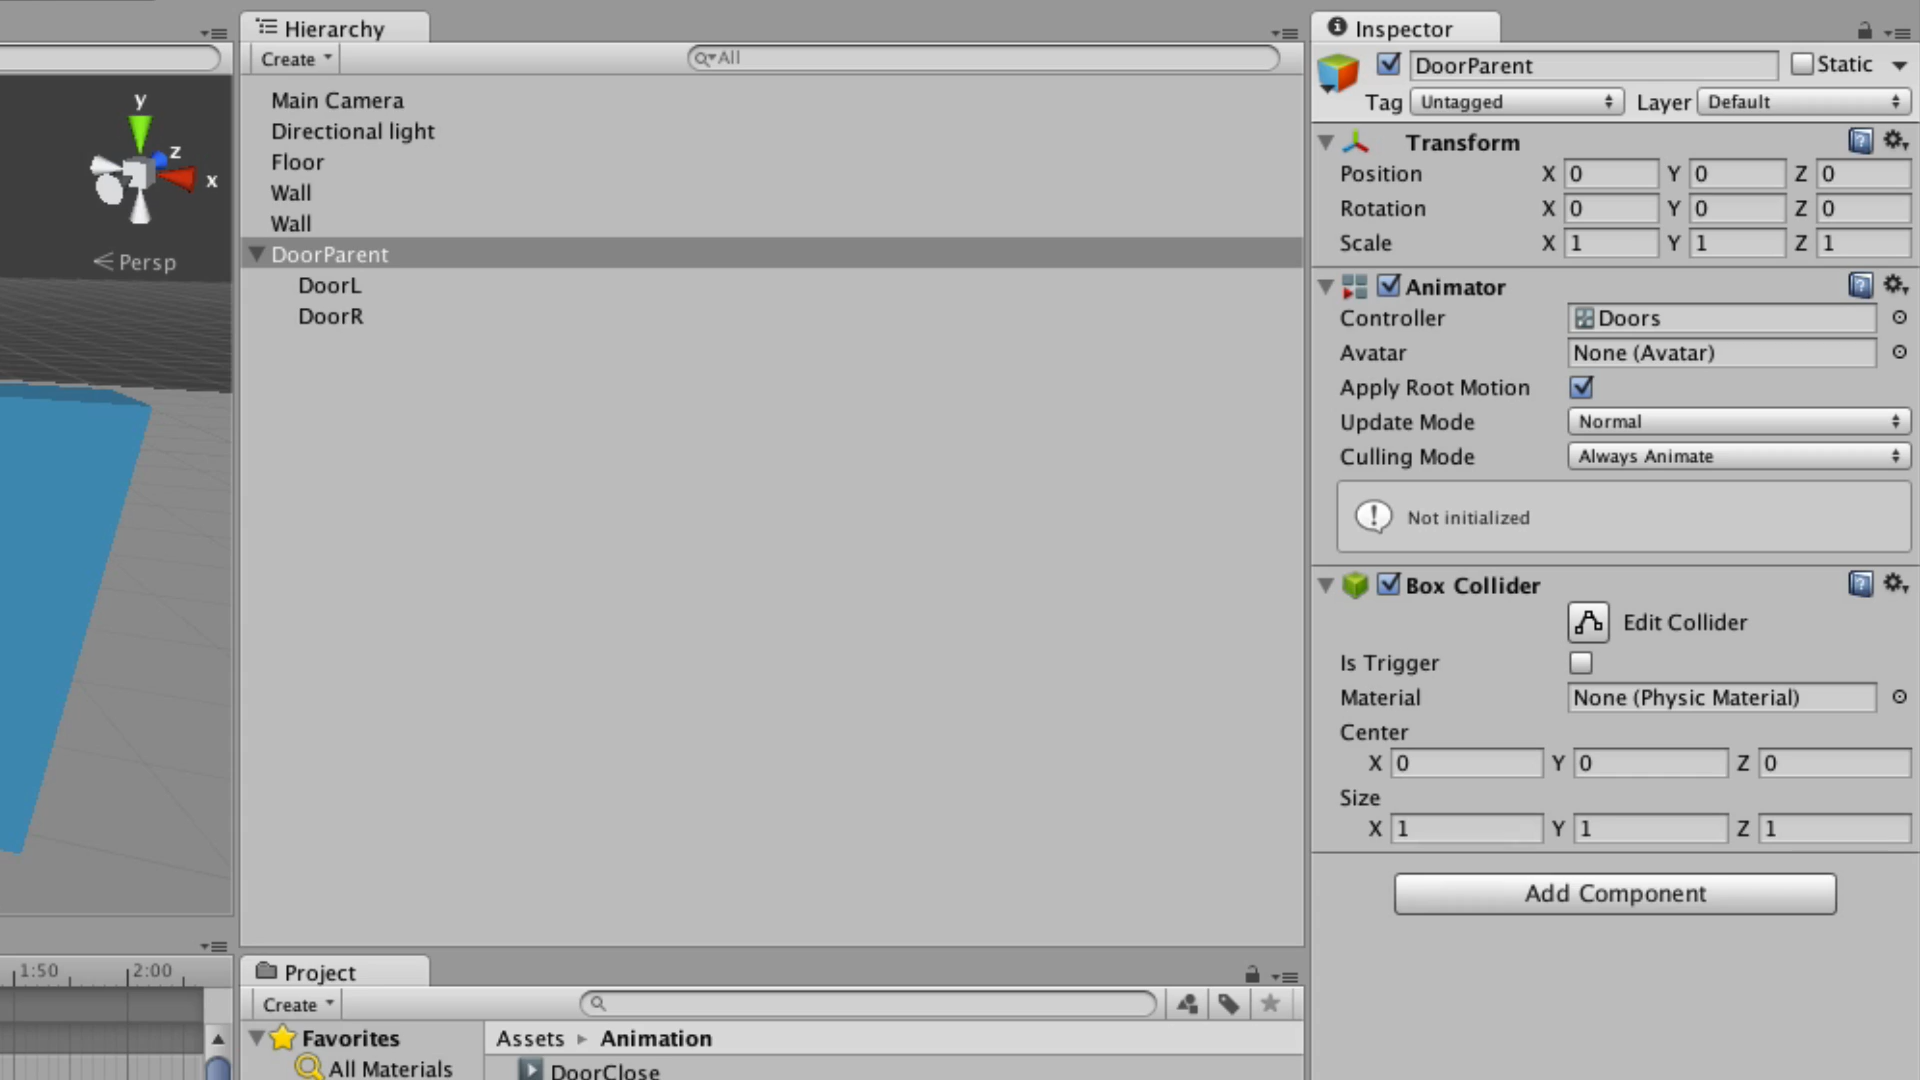 Hierarchy
Create
All
Main Camera
Directional light
Floor
Wall
Wall
DoorParent
DoorL
DoorR
y
z
x
Persp
1:50
2:00
Project
Create
Favorites
All Materials
Assets Animation
DoorClose
Inspector
DoorParent
Static
Tag Untagged Layer Default
Transform
Position X 0 Y 0 Z 0
Rotation X 0 Y 0 Z 0
Scale X 1 Y 1 Z 1
Animator
Controller Doors
Avatar None (Avatar)
Apply Root Motion
Update Mode Normal
Culling Mode Always Animate
Not initialized
Box Collider
Edit Collider
Is Trigger
Material None (Physic Material)
Center
X 0 Y 0 Z 0
Size
X 1 Y 1 Z 1
Add Component